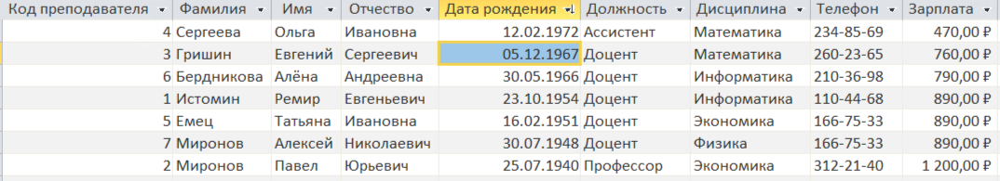 Код преподавателя Фамилия Имя Отчество Дата рождения Должность Дисциплина Телефон Зарплата
4 Сергеева Ольга Ивановна 12.02.1972 Ассистент Математика 234-85-69 470,00 ₽
3 Гришин Евгений Сергеевич 05.12.1967 Доцент Математика 260-23-65 760,00 ₽
6 Бердникова Алёна Андреевна 30.05.1966 Доцент Информатика 210-36-98 790,00 ₽
1 Истомин Ремир Евгеньевич 23.10.1954 Доцент Информатика 110-44-68 890,00 ₽
5 Емец Татьяна Ивановна 16.02.1951 Доцент Экономика 166-75-33 890,00 ₽
7 Миронов Алексей Николаевич 30.07.1948 Доцент Физика 166-75-33 890,00 ₽
2 Миронов Павел Юрьевич 25.07.1940 Профессор Экономика 312-21-40 1 200,00 ₽